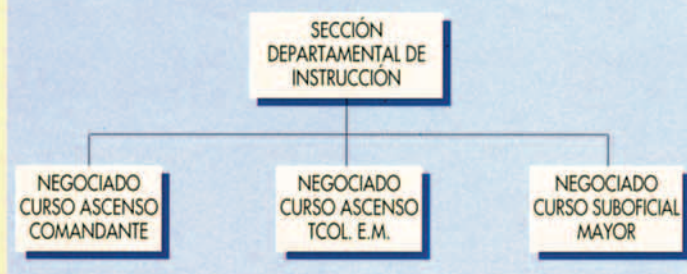 SECCIÓN
DEPARTAMENTAL DE
INSTRUCCIÓN
NEGOCIADO
CURSO ASCENSO
COMANDANTE
NEGOCIADO
CURSO ASCENSO
TCOL. E.M.
NEGOCIADO
CURSO SUBOFICIAL
MAYOR